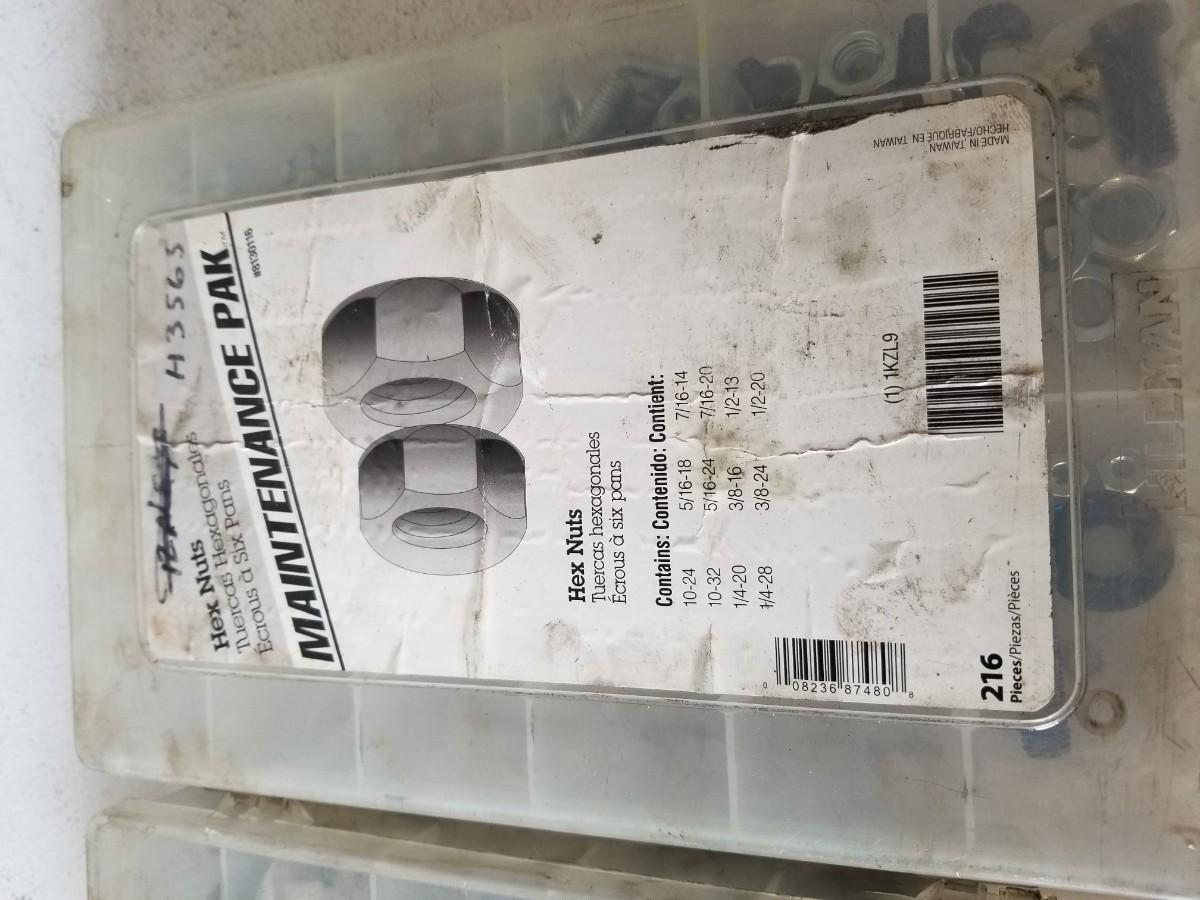 H3565
Hex Nuts
Tuercas Hexagonales
Écrous à Six Pans
MAINTENANCE PAK™
#8130116
Hex Nuts
Tuercas hexagonales
Écrous à six pans
Contains: Contenido: Contient:
10-24 5/16-18 7/16-14
10-32 5/16-24 7/16-20
1/4-20 3/8-16 1/2-13
1/4-28 3/8-24 1/2-20
0 08236 87480 8
(1) 1KZL9
216
Pieces/Piezas/Pièces
MADE IN TAIWAN
HECHO/FABRIQUÉ EN TAIWAN
HILLMAN